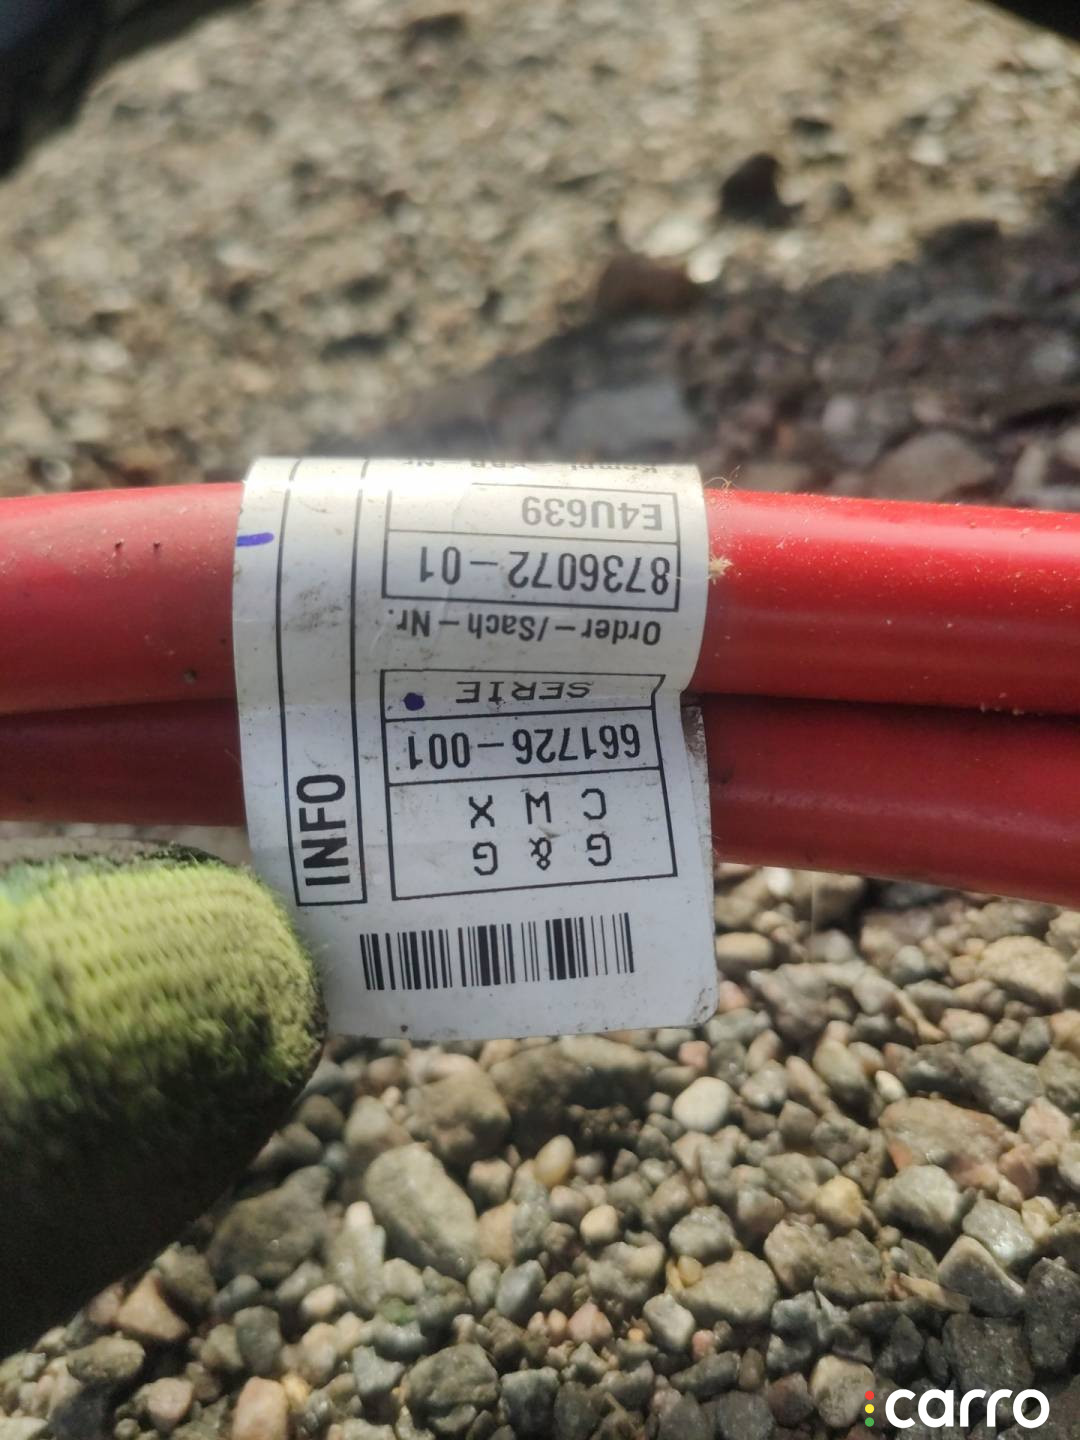 G & G
C W X
661726-001
SERIE
Order-/Sach-Nr.
8736072-01
E4U639
INFO
carro